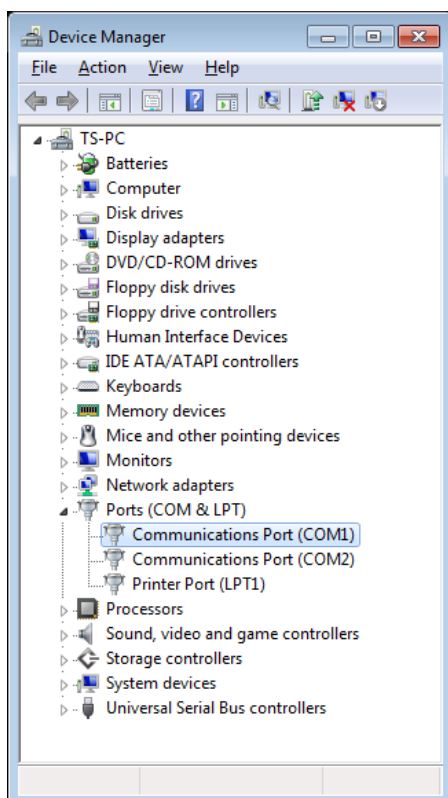 Device Manager
File Action View Help
TS-PC
Batteries
Computer
Disk drives
Display adapters
DVD/CD-ROM drives
Floppy disk drives
Floppy drive controllers
Human Interface Devices
IDE ATA/ATAPI controllers
Keyboards
Memory devices
Mice and other pointing devices
Monitors
Network adapters
Ports (COM & LPT)
Communications Port (COM1)
Communications Port (COM2)
Printer Port (LPT1)
Processors
Sound, video and game controllers
Storage controllers
System devices
Universal Serial Bus controllers